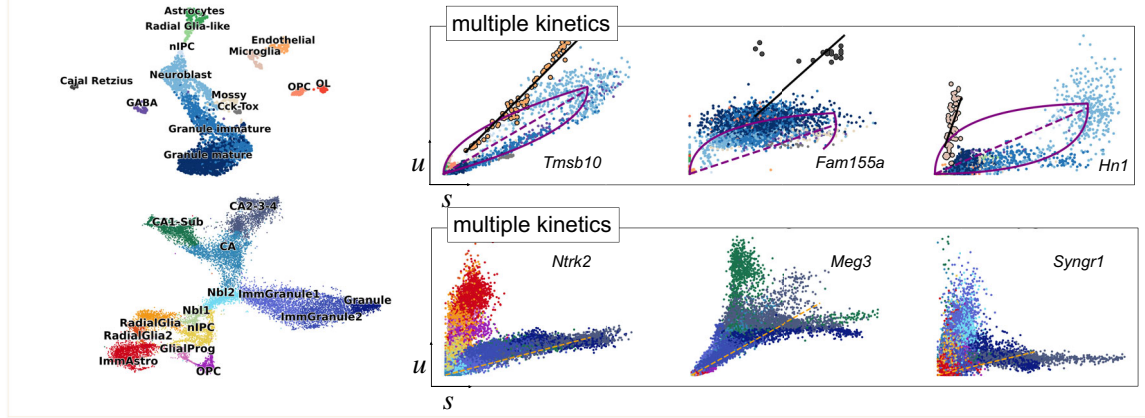 Astrocytes
Radial Glia-like
nIPC
Endothelial
Microglia
Neuroblast
Cajal Retzius
OPC OL
GABA
Mossy
Cck-Tox
Granule immature
Granule mature
multiple kinetics
u
s
Tmsb10
Fam155a
Hn1
CA2-3-4
CA1-Sub
CA
Nbl2 ImmGranule1
Granule
Nbl1
ImmGranule2
RadialGlia
nIPC
RadialGlia2
GlialProg
ImmAstro
OPC
multiple kinetics
u
s
Ntrk2
Meg3
Syngr1